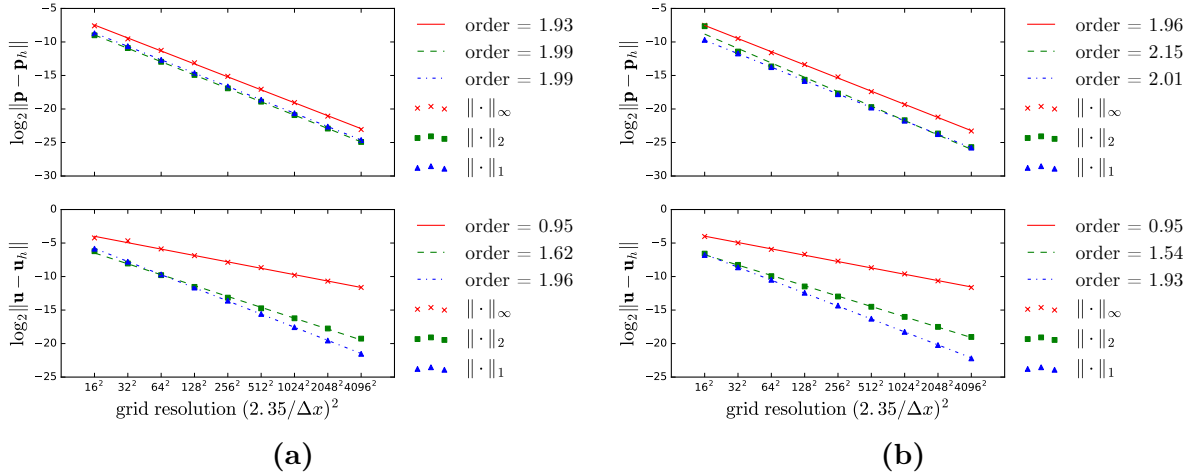 log₂‖p − pₕ‖
−5
−10
−15
−20
−25
−30
order = 1.93
order = 1.99
order = 1.99
‖ · ‖∞
‖ · ‖₂
‖ · ‖₁
log₂‖u − uₕ‖
0
−5
−10
−15
−20
−25
16² 32² 64² 128² 256² 512² 1024² 2048² 4096²
grid resolution (2.35/Δx)²
order = 0.95
order = 1.62
order = 1.96
‖ · ‖∞
‖ · ‖₂
‖ · ‖₁
(a)
log₂‖p − pₕ‖
−5
−10
−15
−20
−25
−30
order = 1.96
order = 2.15
order = 2.01
‖ · ‖∞
‖ · ‖₂
‖ · ‖₁
log₂‖u − uₕ‖
0
−5
−10
−15
−20
−25
16² 32² 64² 128² 256² 512² 1024² 2048² 4096²
grid resolution (2.35/Δx)²
order = 0.95
order = 1.54
order = 1.93
‖ · ‖∞
‖ · ‖₂
‖ · ‖₁
(b)